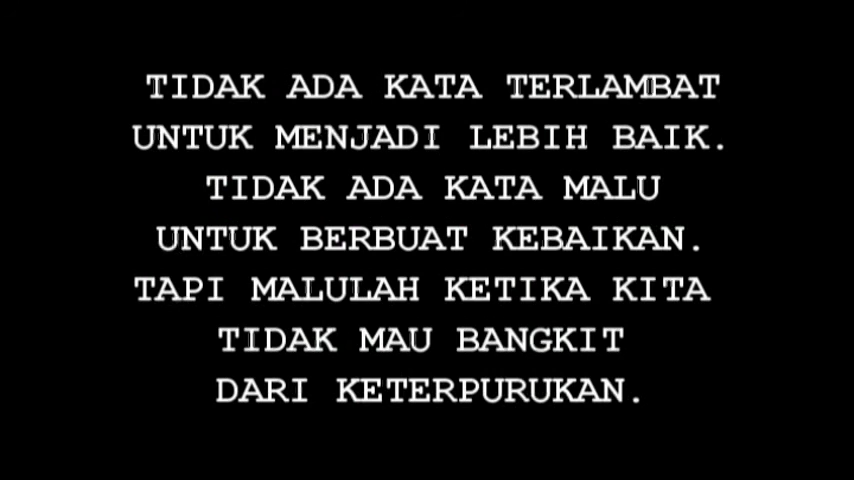 TIDAK ADA KATA TERLAMBAT
UNTUK MENJADI LEBIH BAIK.
TIDAK ADA KATA MALU
UNTUK BERBUAT KEBAIKAN.
TAPI MALULAH KETIKA KITA
TIDAK MAU BANGKIT
DARI KETERPURUKAN.